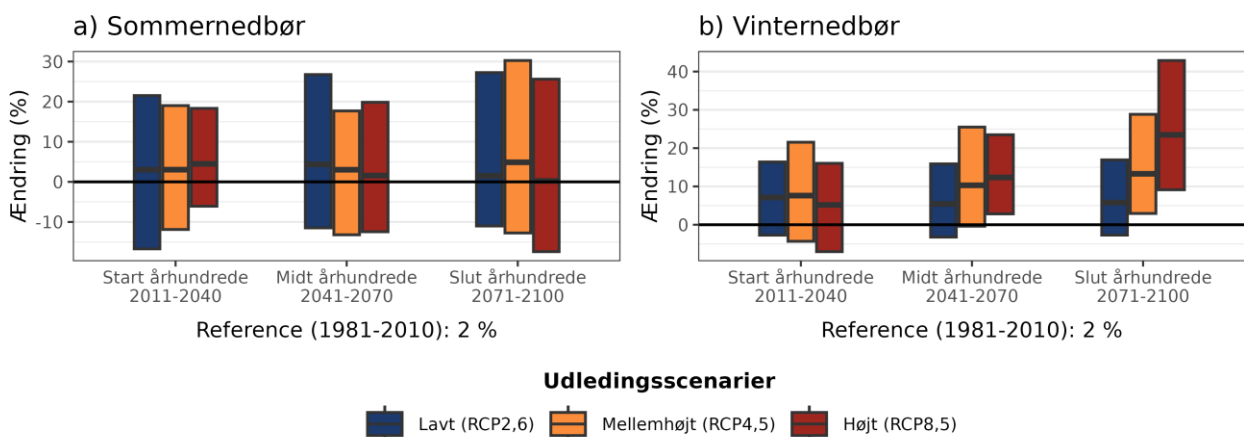 a) Sommernedbør
Ændring (%)
30
20
10
0
-10
Start århundrede
2011-2040
Midt århundrede
2041-2070
Slut århundrede
2071-2100
Reference (1981-2010): 2 %
b) Vinternedbør
Ændring (%)
40
30
20
10
0
Start århundrede
2011-2040
Midt århundrede
2041-2070
Slut århundrede
2071-2100
Reference (1981-2010): 2 %
Udledingsscenarier
Lavt (RCP2,6)
Mellemhøjt (RCP4,5)
Højt (RCP8,5)